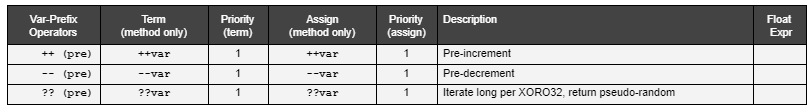 Var-Prefix Operators Term (method only) Priority (term) Assign (method only) Priority (assign) Description Float Expr
++ (pre) ++var 1 ++var 1 Pre-increment
-- (pre) --var 1 --var 1 Pre-decrement
?? (pre) ??var 1 ??var 1 Iterate long per XORO32, return pseudo-random